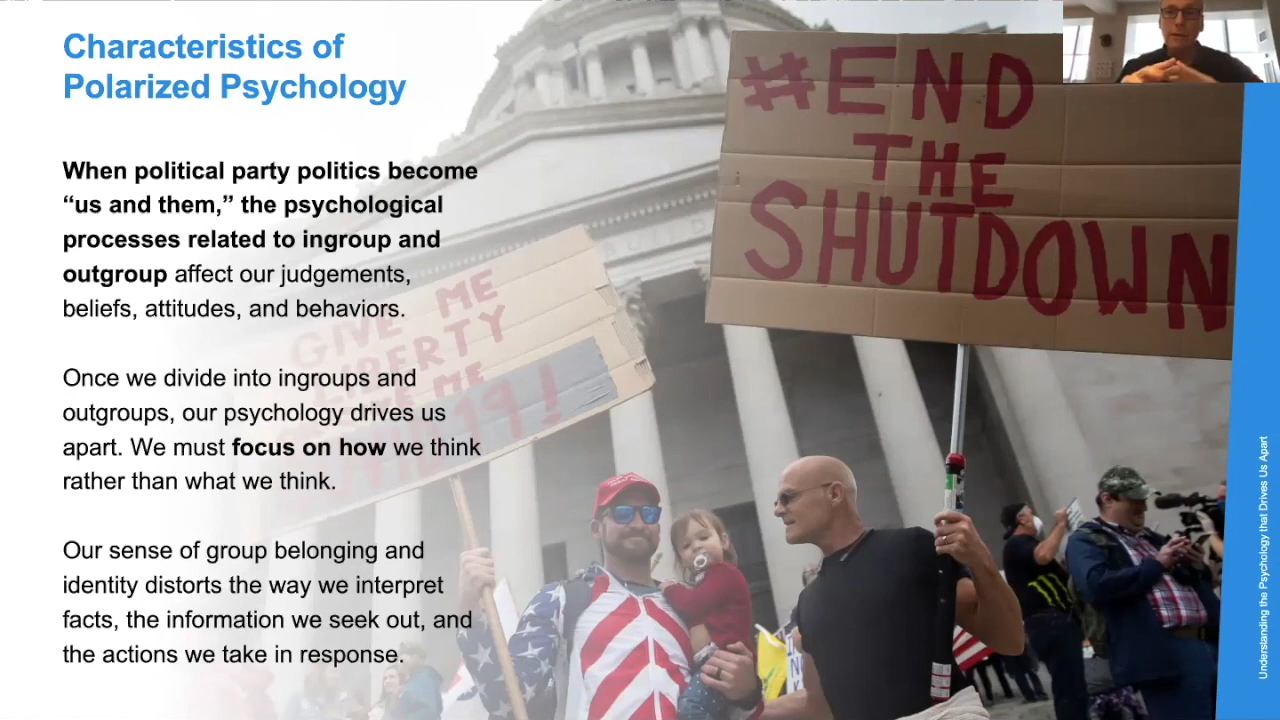 Characteristics of
Polarized Psychology
When political party politics become
“us and them,” the psychological
processes related to ingroup and
outgroup affect our judgements,
beliefs, attitudes, and behaviors.
Once we divide into ingroups and
outgroups, our psychology drives us
apart. We must focus on how we think
rather than what we think.
Our sense of group belonging and
identity distorts the way we interpret
facts, the information we seek out, and
the actions we take in response.
GIVE ME
LIBERTY
ME
19!
#END
THE
SHUTDOWN
Understanding the Psychology that Drives Us Apart